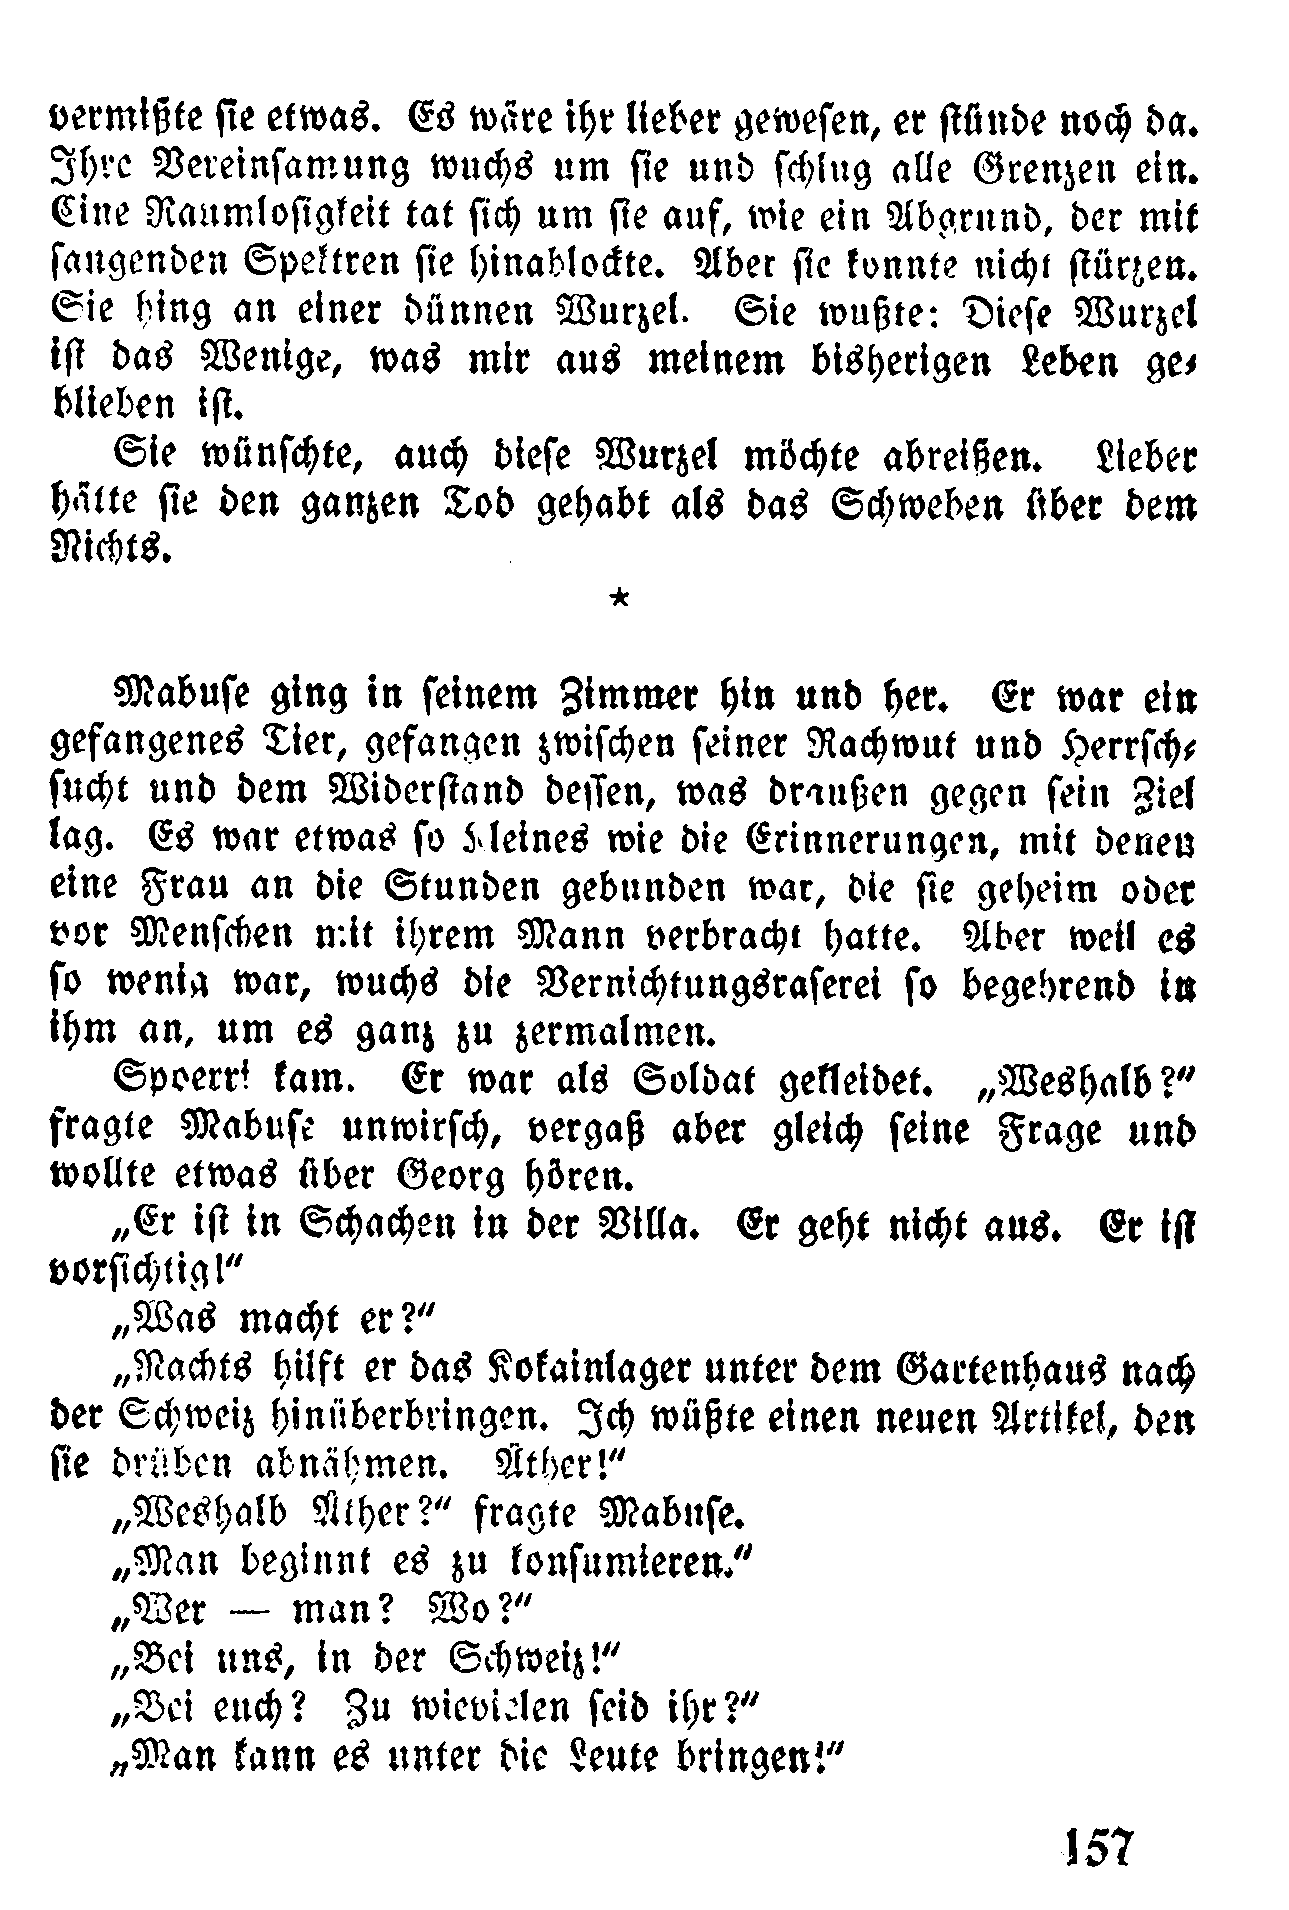 vermißte sie etwas. Es wäre ihr lieber gewesen, er stünde noch da.
Ihre Vereinsamung wuchs um sie und schlug alle Grenzen ein.
Eine Raumlosigkeit tat sich um sie auf, wie ein Abgrund, der mit
saugenden Spektren sie hinablockte. Aber sie konnte nicht stürzen.
Sie hing an einer dünnen Wurzel. Sie wußte: Diese Wurzel
ist das Wenige, was mir aus meinem bisherigen Leben ge-
blieben ist.
Sie wünschte, auch diese Wurzel möchte abreißen. Lieber
hätte sie den ganzen Tod gehabt als das Schweben über dem
Nichts.
*
Mabuse ging in seinem Zimmer hin und her. Er war ein
gefangenes Tier, gefangen zwischen seiner Rachwut und Herrsch-
sucht und dem Widerstand dessen, was draußen gegen sein Ziel
lag. Es war etwas so Kleines wie die Erinnerungen, mit denen
eine Frau an die Stunden gebunden war, die sie geheim oder
vor Menschen mit ihrem Mann verbracht hatte. Aber weil es
so wenig war, wuchs die Vernichtungsraserei so begehrend in
ihm an, um es ganz zu zermalmen.
Spoerri kam. Er war als Soldat gekleidet. „Weshalb?“
fragte Mabuse unwirsch, vergaß aber gleich seine Frage und
wollte etwas über Georg hören.
„Er ist in Schachen in der Villa. Er geht nicht aus. Er ist
vorsichtig!“
„Was macht er?“
„Nachts hilft er das Kokainlager unter dem Gartenhaus nach
der Schweiz hinüberbringen. Ich wüßte einen neuen Artikel, den
sie drüben abnähmen. Äther!“
„Weshalb Äther?“ fragte Mabuse.
„Man beginnt es zu konsumieren.“
„Wer — man? Wo?“
„Bei uns, in der Schweiz!“
„Bei euch? Zu wievielen seid ihr?“
„Man kann es unter die Leute bringen!“
157